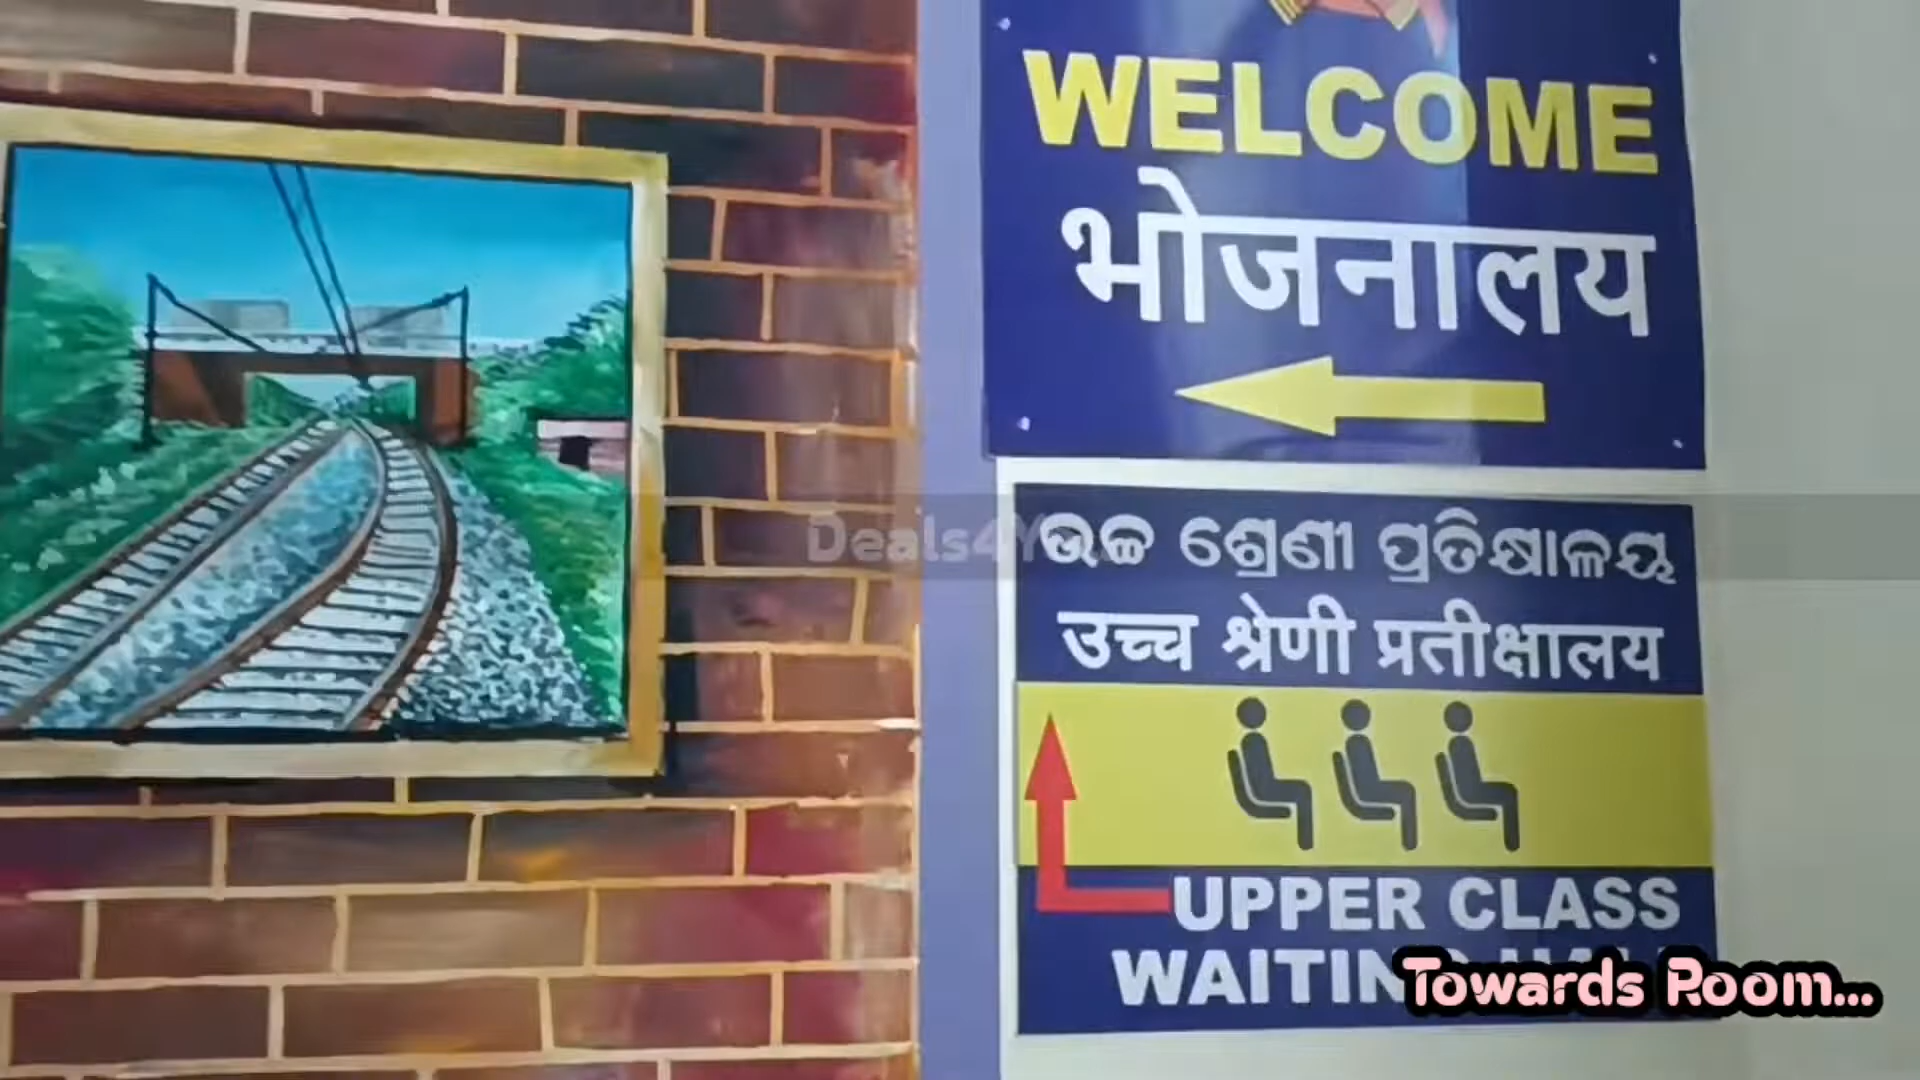 WELCOME
भोजनालय
ଉଚ୍ଚ ଶ୍ରେଣୀ ପ୍ରତିକ୍ଷାଳୟ
उच्च श्रेणी प्रतीक्षालय
UPPER CLASS
Towards Room...